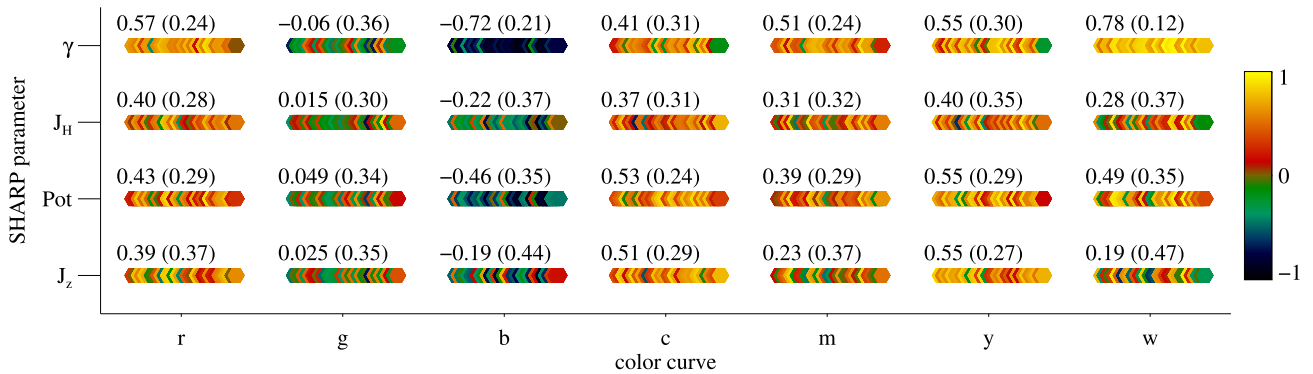 0.57 (0.24) −0.06 (0.36) −0.72 (0.21) 0.41 (0.31) 0.51 (0.24) 0.55 (0.30) 0.78 (0.12)
γ
0.40 (0.28) 0.015 (0.30) −0.22 (0.37) 0.37 (0.31) 0.31 (0.32) 0.40 (0.35) 0.28 (0.37)
J_H
0.43 (0.29) 0.049 (0.34) −0.46 (0.35) 0.53 (0.24) 0.39 (0.29) 0.55 (0.29) 0.49 (0.35)
Pot
0.39 (0.37) 0.025 (0.35) −0.19 (0.44) 0.51 (0.29) 0.23 (0.37) 0.55 (0.27) 0.19 (0.47)
J_z
SHARP parameter
r g b c m y w
color curve
1
0
−1